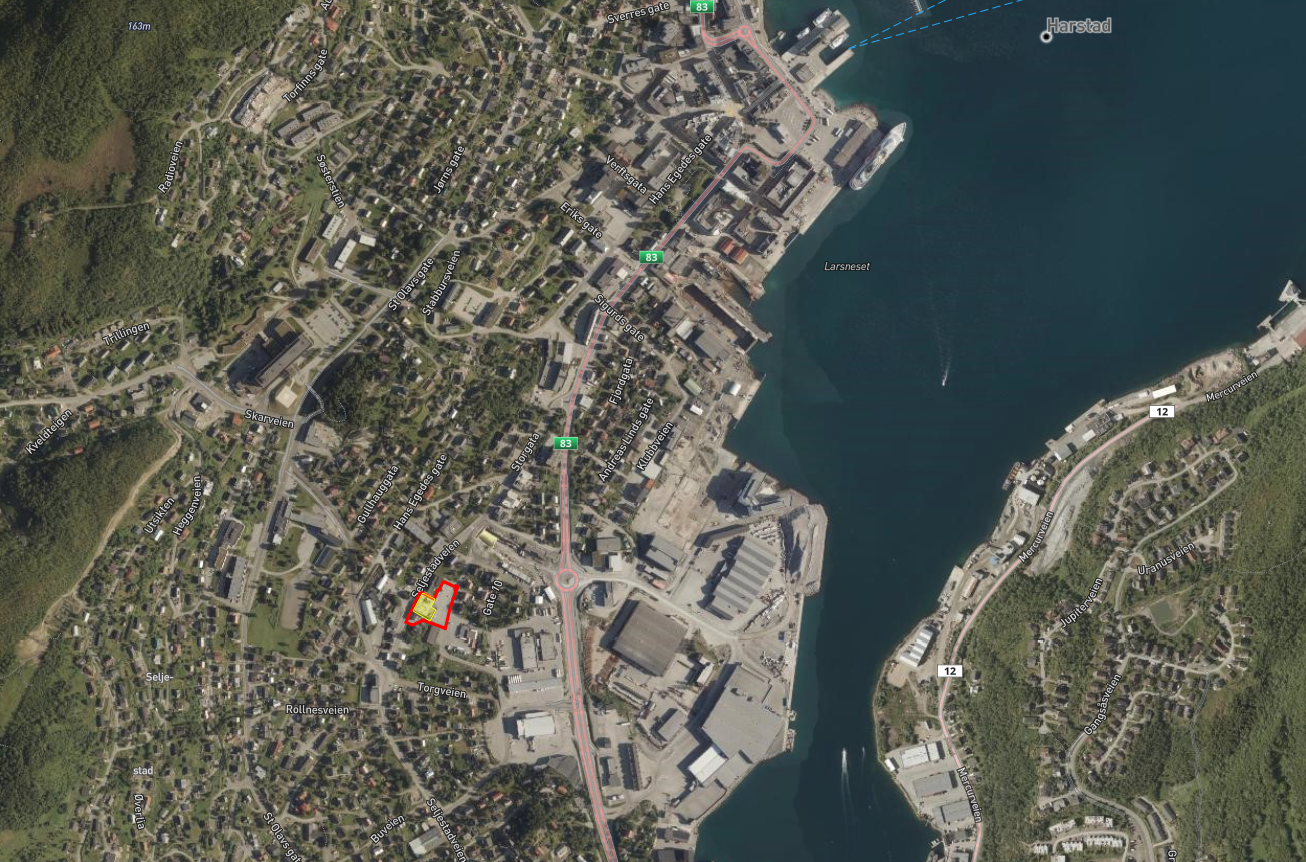 83
Sverres gate
Harstad
163m
Torfinns gate
Radioveien
Søsterstien
Jørns gate
Verftsgata
Hans Egedes gate
Eriks gate
83
Larsneset
St Olavs gate
Stabbursveien
Sigurds gate
Trillingen
Fjordgata
Mercurveien
12
Kveldteigen
Skarveien
Andreas Linds gate
Klubbveien
Storgata
83
Gullhauggata
Hans Egedes gate
Heggenveien
Utsikten
Mercurveien
Uranusveien
Seljestadveien
Gate 10
Jupiterveien
12
Selje-
Torgveien
Rollnesveien
Gangsåsveien
stad
Øverlia
St Olavs gat
Buveien
Seljestadveien
Mercurveien